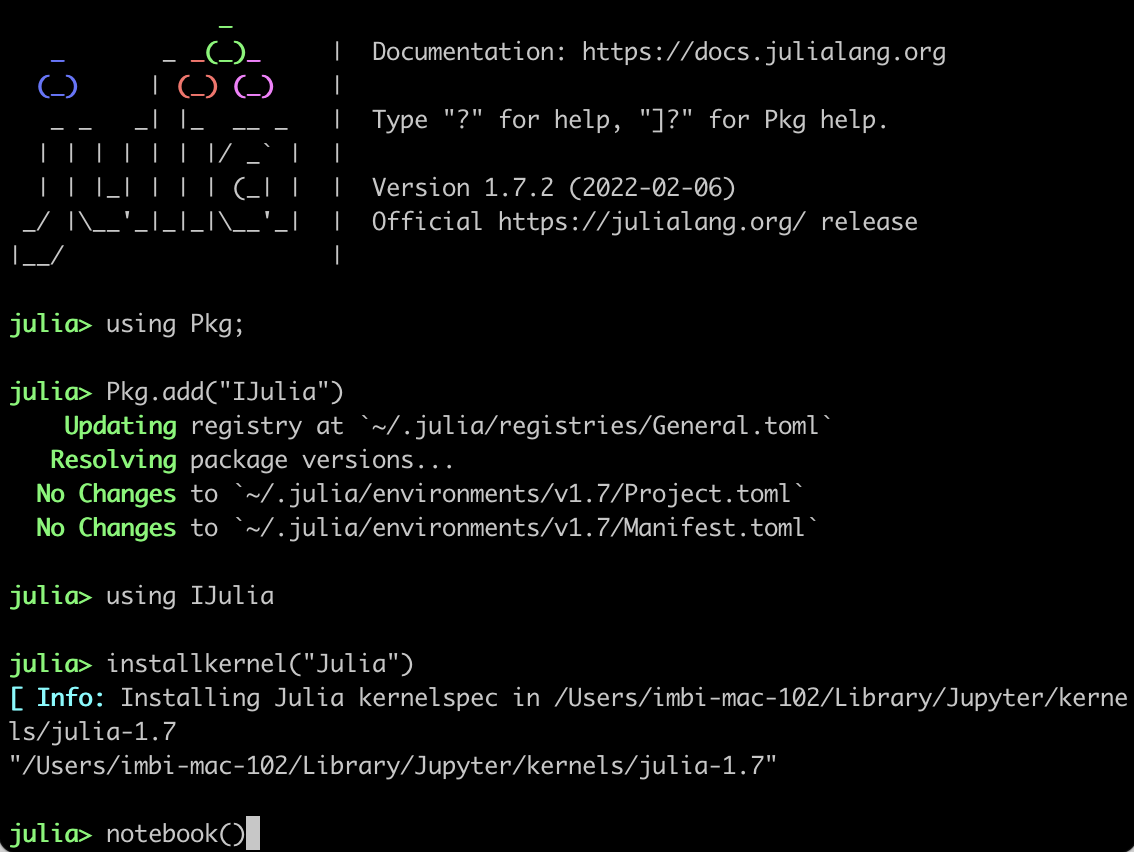 _
   _       _ _(_)_     |  Documentation: https://docs.julialang.org
  (_)     | (_) (_)    |
   _ _   _| |_  __ _   |  Type "?" for help, "]?" for Pkg help.
  | | | | | | |/ _` |  |
  | | |_| | | | (_| |  |  Version 1.7.2 (2022-02-06)
 _/ |\__'_|_|_|\__'_|  |  Official https://julialang.org/ release
|__/                   |
julia> using Pkg;
julia> Pkg.add("IJulia")
    Updating registry at `~/.julia/registries/General.toml`
   Resolving package versions...
  No Changes to `~/.julia/environments/v1.7/Project.toml`
  No Changes to `~/.julia/environments/v1.7/Manifest.toml`
julia> using IJulia
julia> installkernel("Julia")
[ Info: Installing Julia kernelspec in /Users/imbi-mac-102/Library/Jupyter/kerne
ls/julia-1.7
"/Users/imbi-mac-102/Library/Jupyter/kernels/julia-1.7"
julia> notebook()